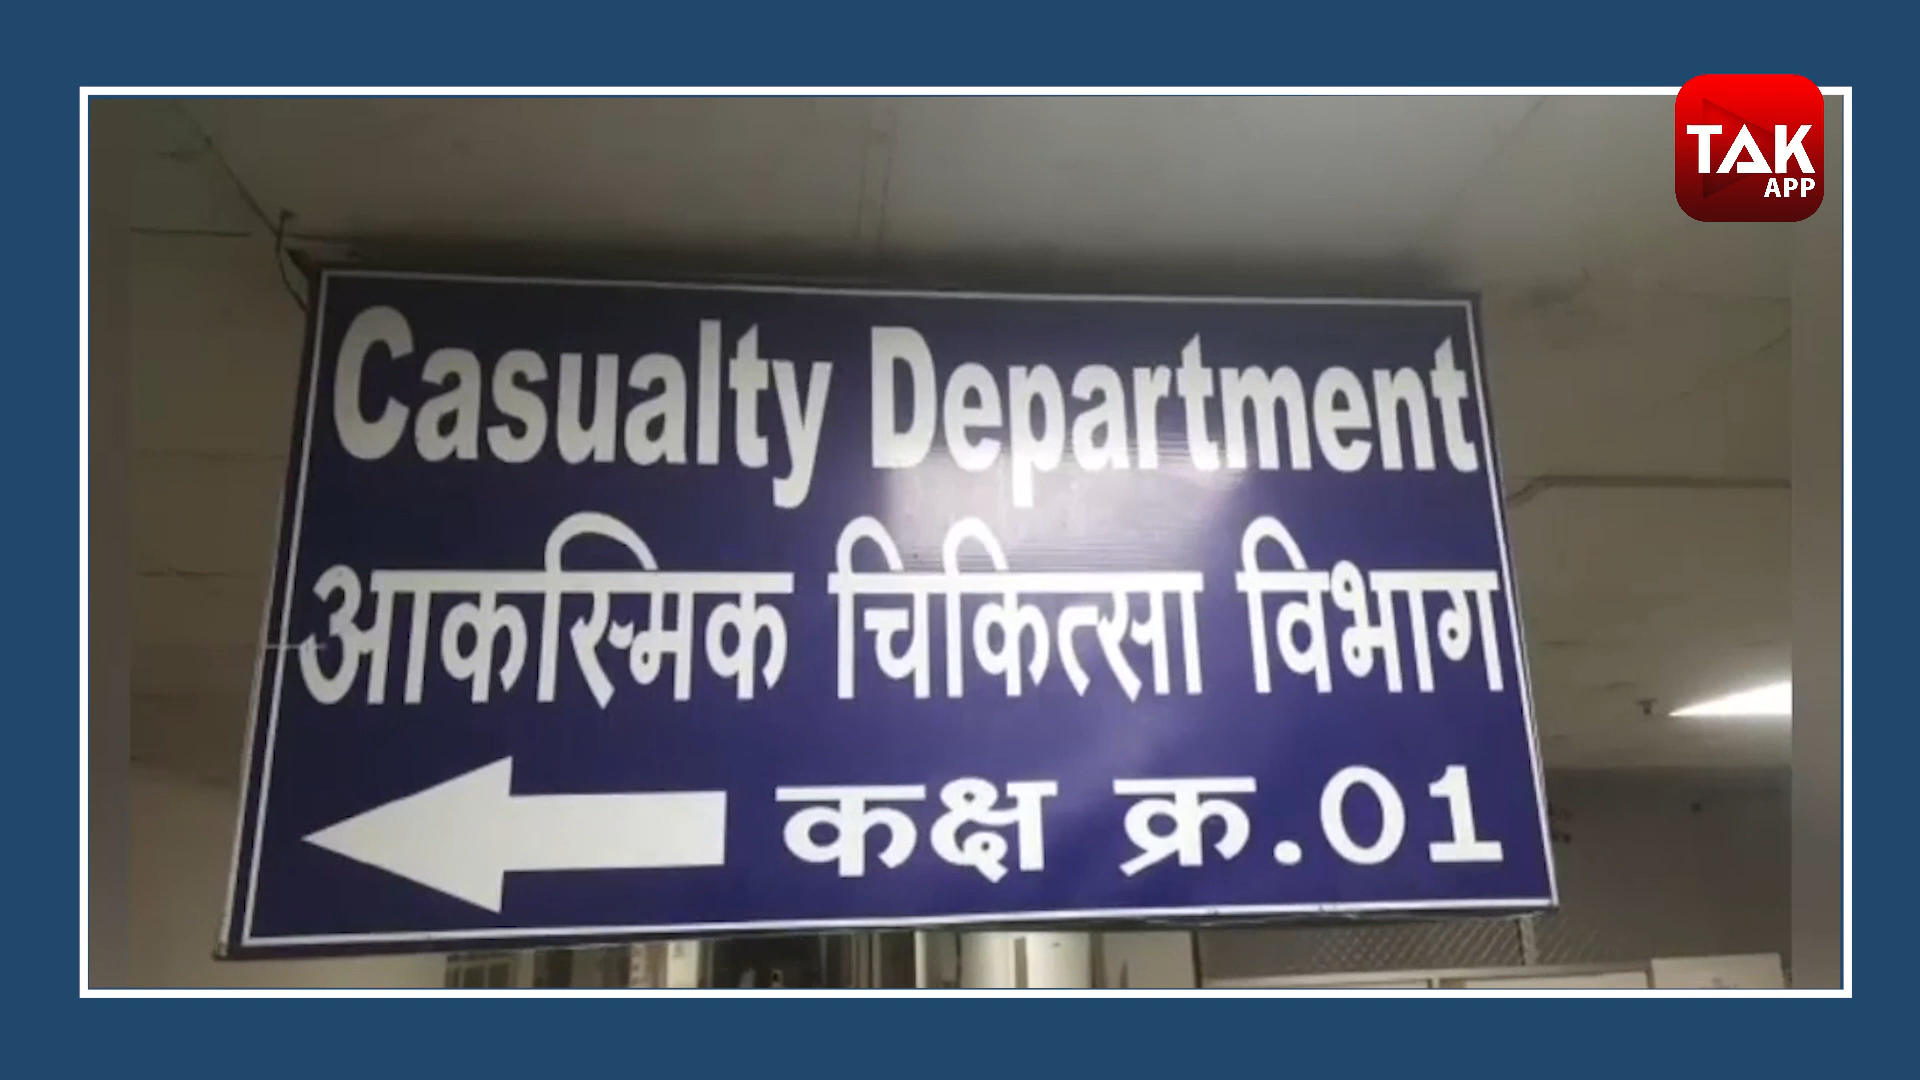 TAK
APP
Casualty Department
आकस्मिक चिकित्सा विभाग
कक्ष क्र.01